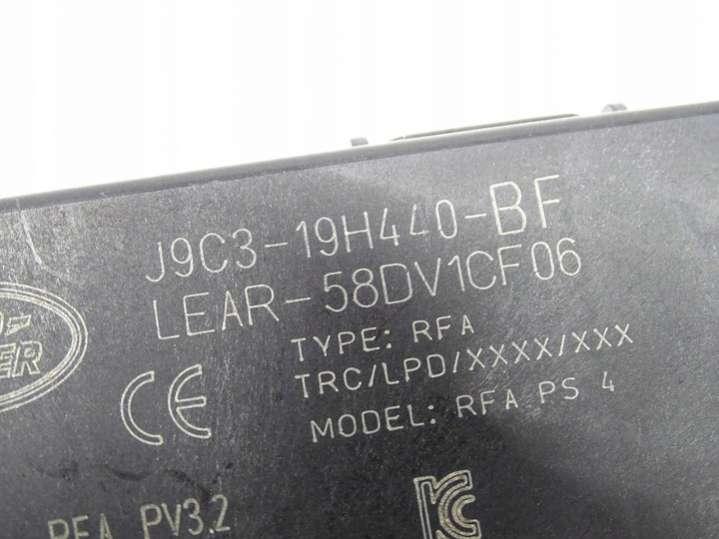 J9C3-19H440-BF
LEAR-58DV1CF06
TYPE: RFA
TRC/LPD/XXXX/XXX
MODEL: RFA PS 4
CE
RFA PV3.2
KC